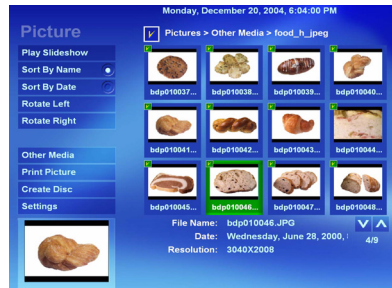 Monday, December 20, 2004, 6:04:00 PM
Picture
Pictures > Other Media > food_h_jpeg
Play Slideshow
Sort By Name
Sort By Date
Rotate Left
Rotate Right
Other Media
Print Picture
Create Disc
Settings
bdp010037...
bdp010038...
bdp010039...
bdp010040...
bdp010041...
bdp010042...
bdp010043...
bdp010044...
bdp010045...
bdp010046...
bdp010047...
bdp010048...
File Name: bdp010046.JPG
Date: Wednesday, June 28, 2000,
Resolution: 3040X2008
4/9